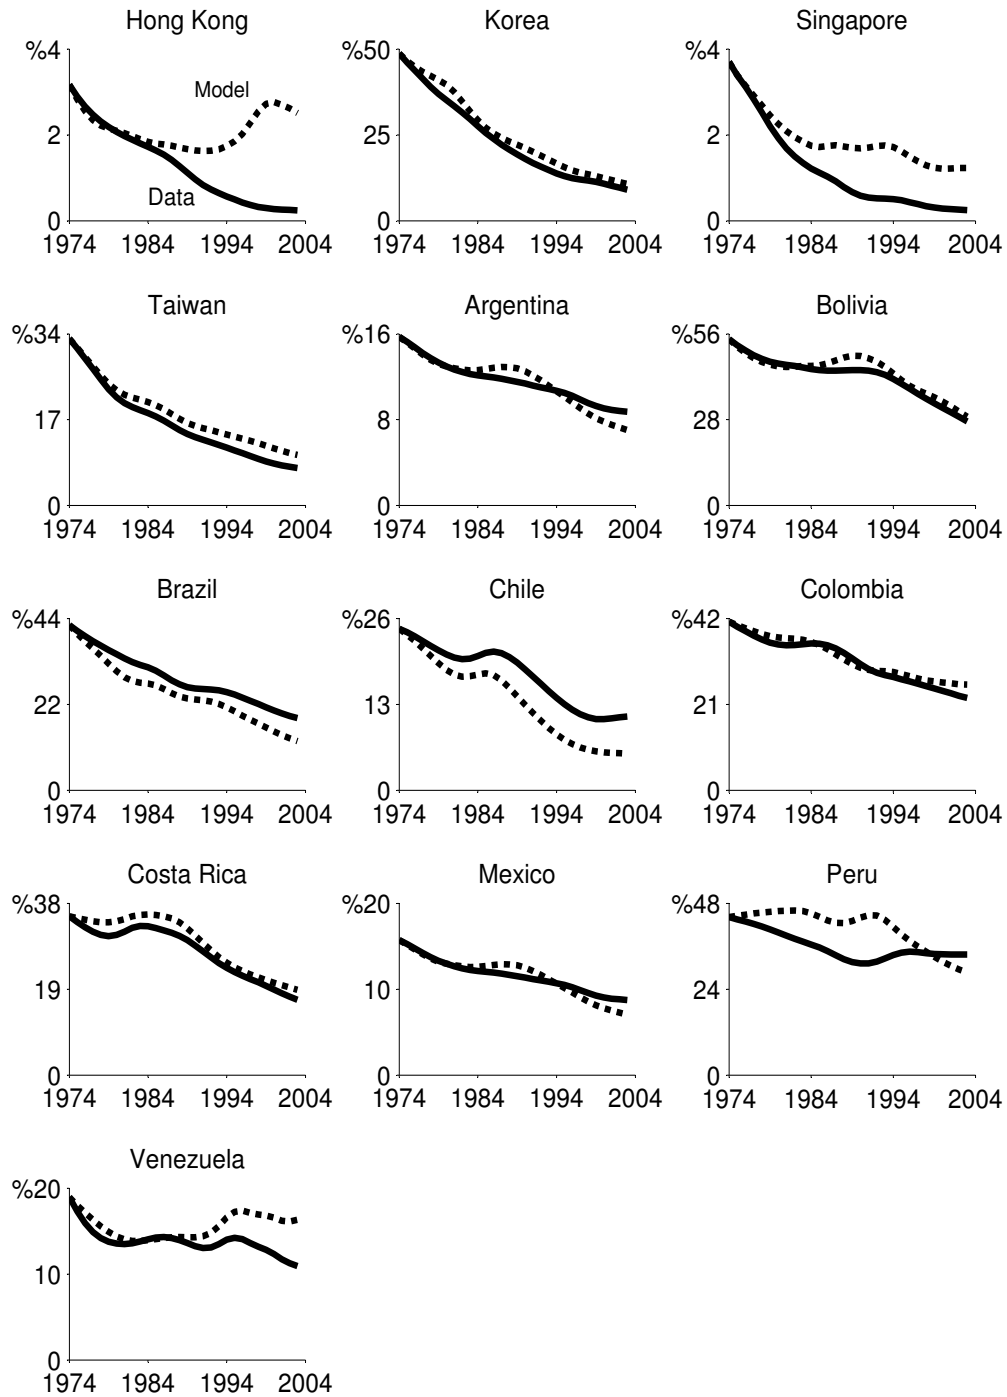 Hong Kong Korea Singapore
%4 %50 %4
Model
2 25 2
Data
0 0 0
1974 1984 1994 2004 1974 1984 1994 2004 1974 1984 1994 2004
Taiwan Argentina Bolivia
%34 %16 %56
17 8 28
0 0 0
1974 1984 1994 2004 1974 1984 1994 2004 1974 1984 1994 2004
Brazil Chile Colombia
%44 %26 %42
22 13 21
0 0 0
1974 1984 1994 2004 1974 1984 1994 2004 1974 1984 1994 2004
Costa Rica Mexico Peru
%38 %20 %48
19 10 24
0 0 0
1974 1984 1994 2004 1974 1984 1994 2004 1974 1984 1994 2004
Venezuela
%20
10
0
1974 1984 1994 2004